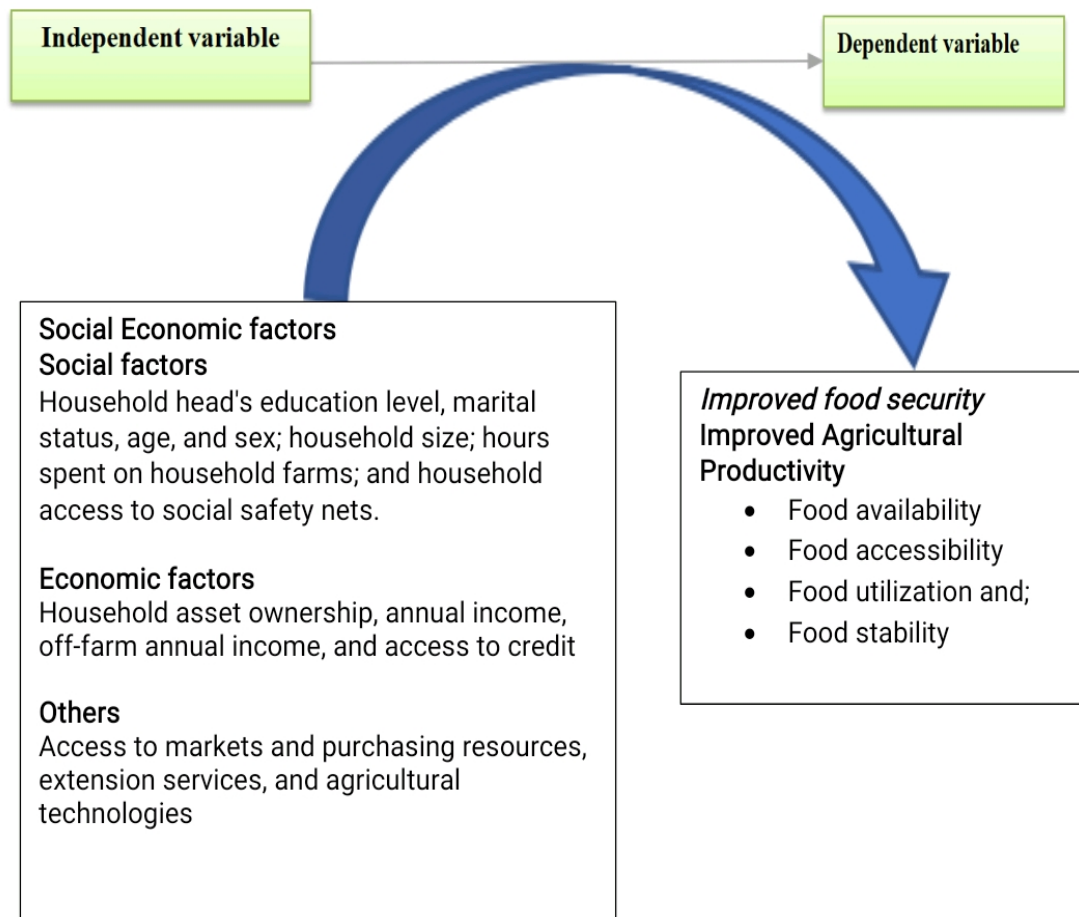 Independent variable
Dependent variable
Social Economic factors
Social factors
Household head's education level, marital
status, age, and sex; household size; hours
spent on household farms; and household
access to social safety nets.
Economic factors
Household asset ownership, annual income,
off-farm annual income, and access to credit
Others
Access to markets and purchasing resources,
extension services, and agricultural
technologies
Improved food security
Improved Agricultural
Productivity
• Food availability
• Food accessibility
• Food utilization and;
• Food stability